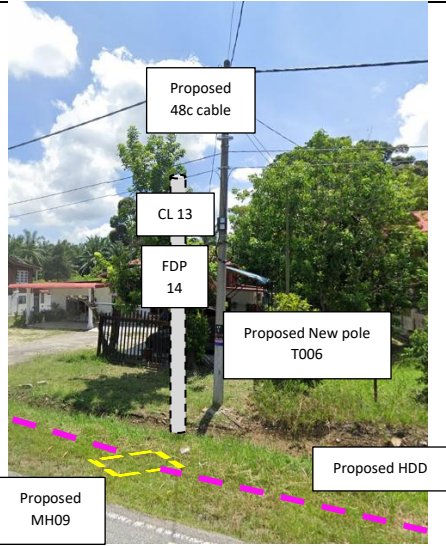 Proposed
48c cable
CL 13
FDP
14
Proposed New pole
T006
Proposed HDD
Proposed
MH09